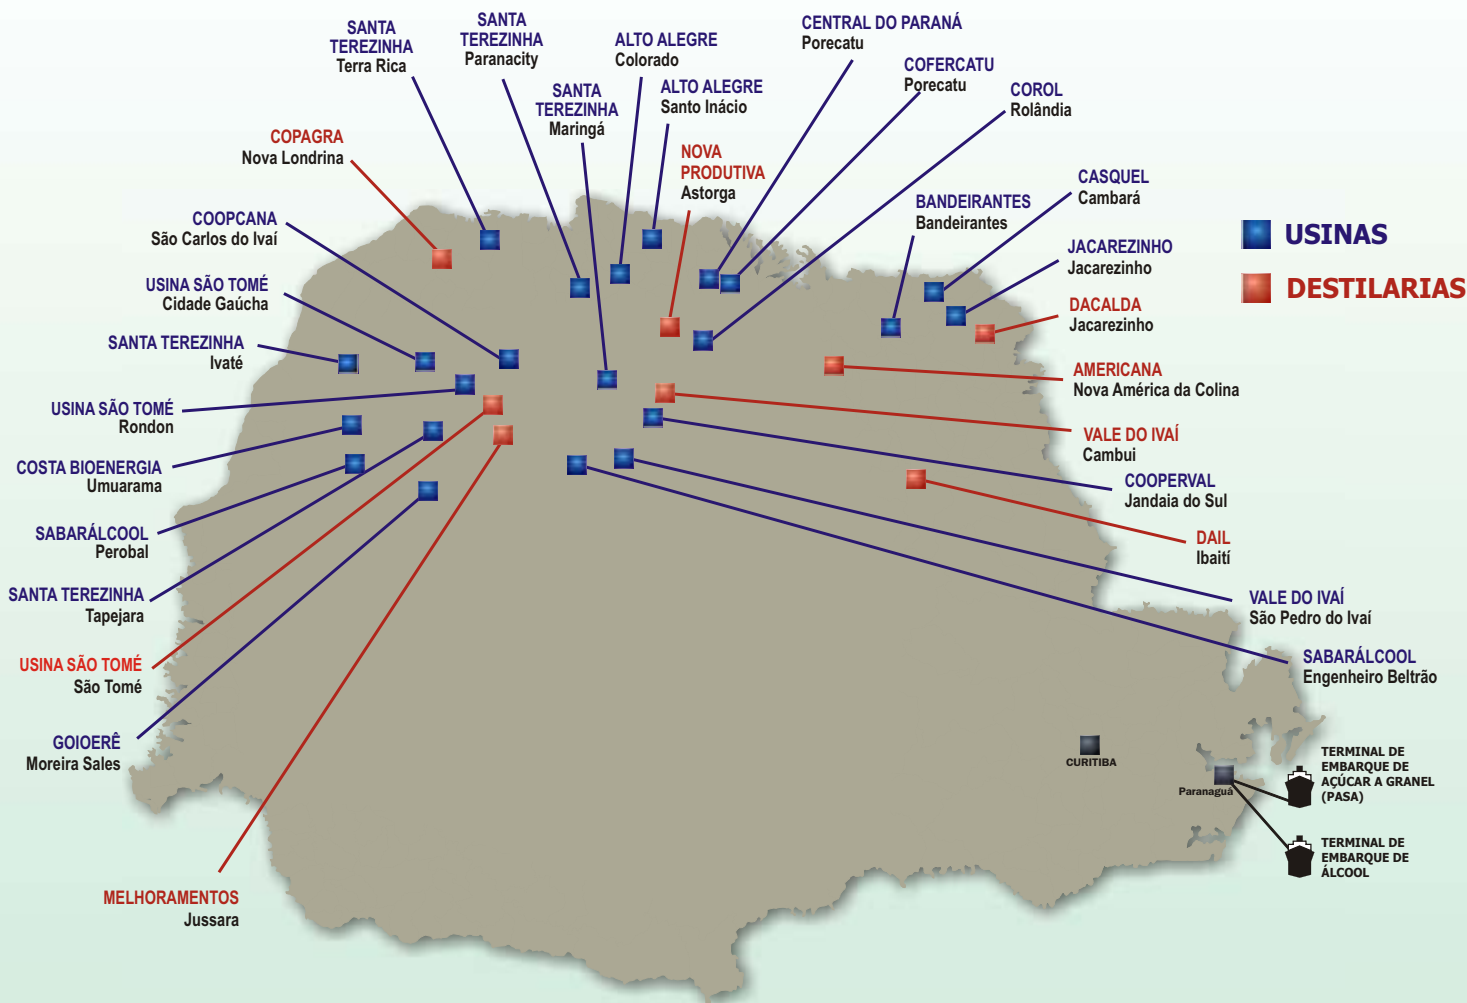 SANTA
TEREZINHA
Terra Rica
SANTA
TEREZINHA
Paranacity
ALTO ALEGRE
Colorado
CENTRAL DO PARANÁ
Porecatu
COFERCATU
Porecatu
COROL
Rolândia
SANTA
TEREZINHA
Maringá
ALTO ALEGRE
Santo Inácio
COPAGRA
Nova Londrina
NOVA
PRODUTIVA
Astorga
CASQUEL
Cambará
BANDEIRANTES
Bandeirantes
COOPCANA
São Carlos do Ivaí
JACAREZINHO
Jacarezinho
USINAS
DESTILARIAS
USINA SÃO TOMÉ
Cidade Gaúcha
DACALDA
Jacarezinho
SANTA TEREZINHA
Ivaté
AMERICANA
Nova América da Colina
USINA SÃO TOMÉ
Rondon
VALE DO IVAÍ
Cambui
COSTA BIOENERGIA
Umuarama
COOPERVAL
Jandaia do Sul
SABARÁLCOOL
Perobal
DAIL
Ibaití
SANTA TEREZINHA
Tapejara
VALE DO IVAÍ
São Pedro do Ivaí
USINA SÃO TOMÉ
São Tomé
SABARÁLCOOL
Engenheiro Beltrão
GOIOERÊ
Moreira Sales
CURITIBA
Paranaguá
TERMINAL DE
EMBARQUE DE
AÇÚCAR A GRANEL
(PASA)
TERMINAL DE
EMBARQUE DE
ÁLCOOL
MELHORAMENTOS
Jussara